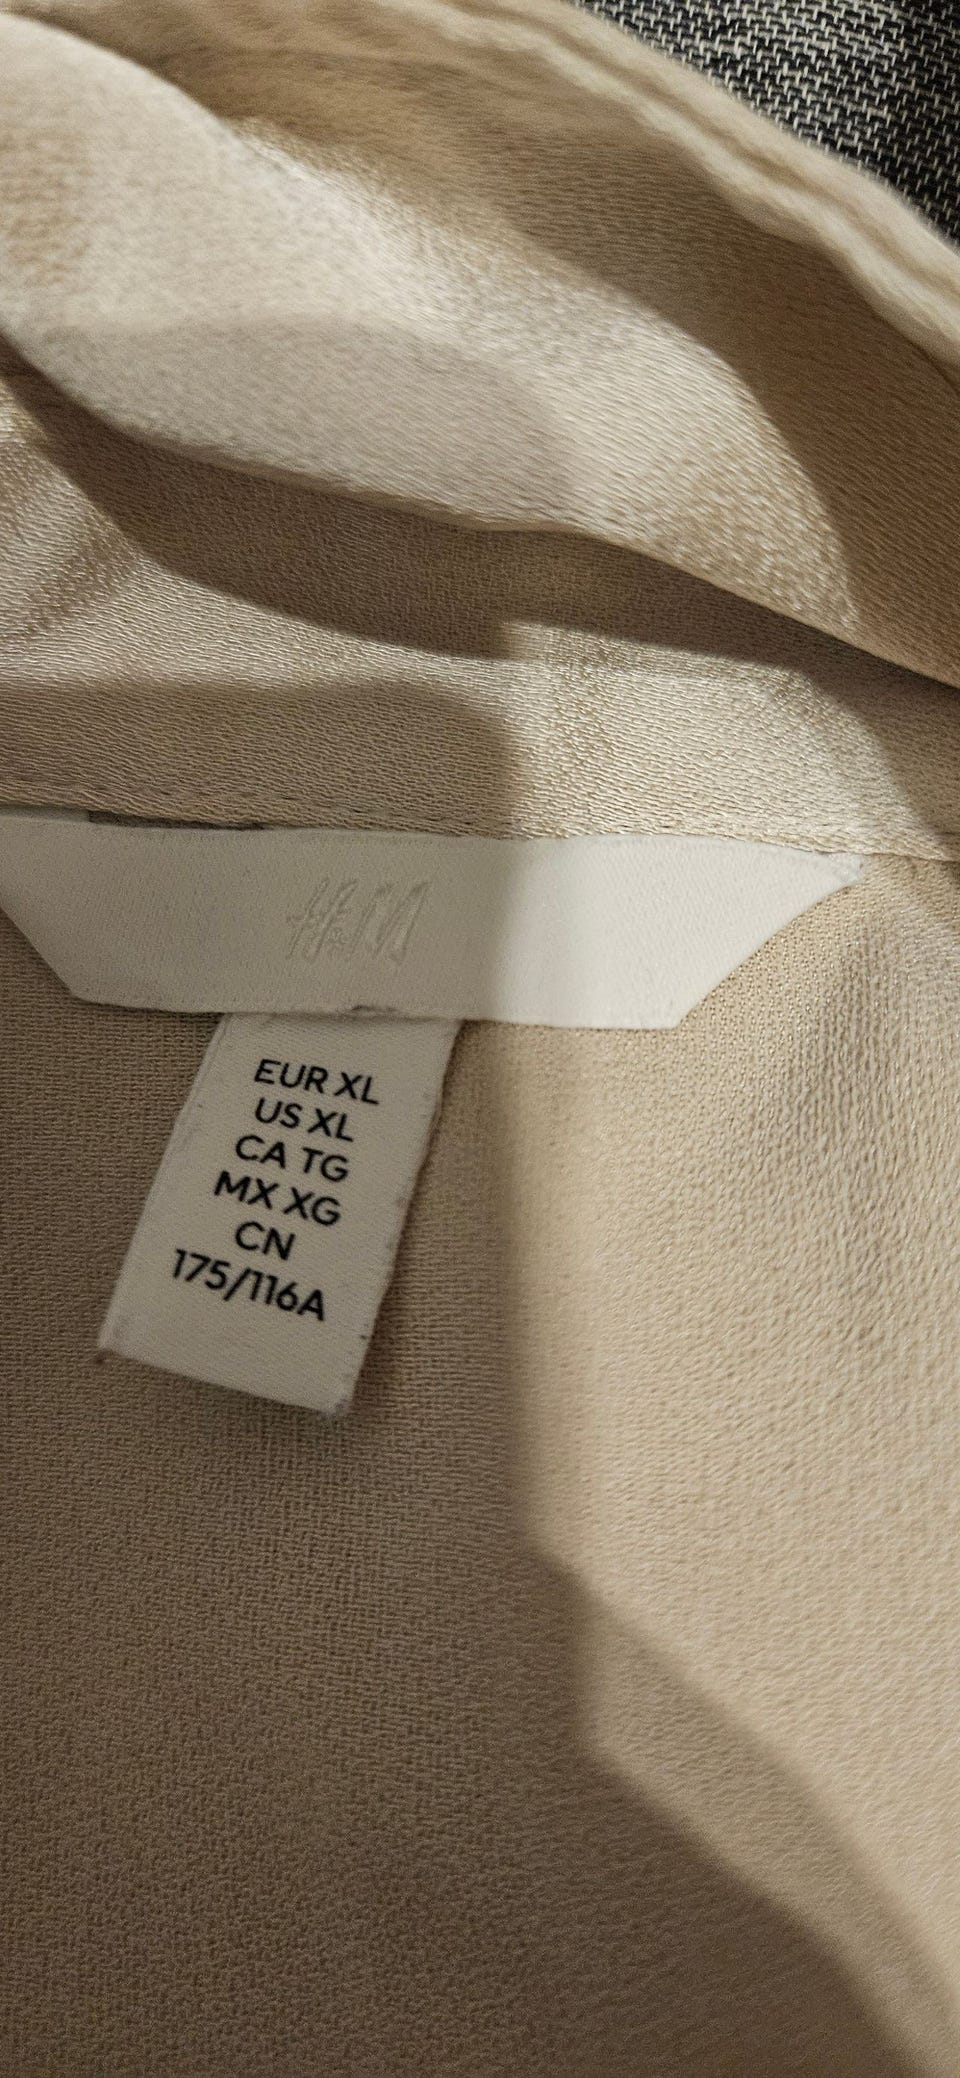 H&M
EUR XL
US XL
CA TG
MX XG
CN
175/116A